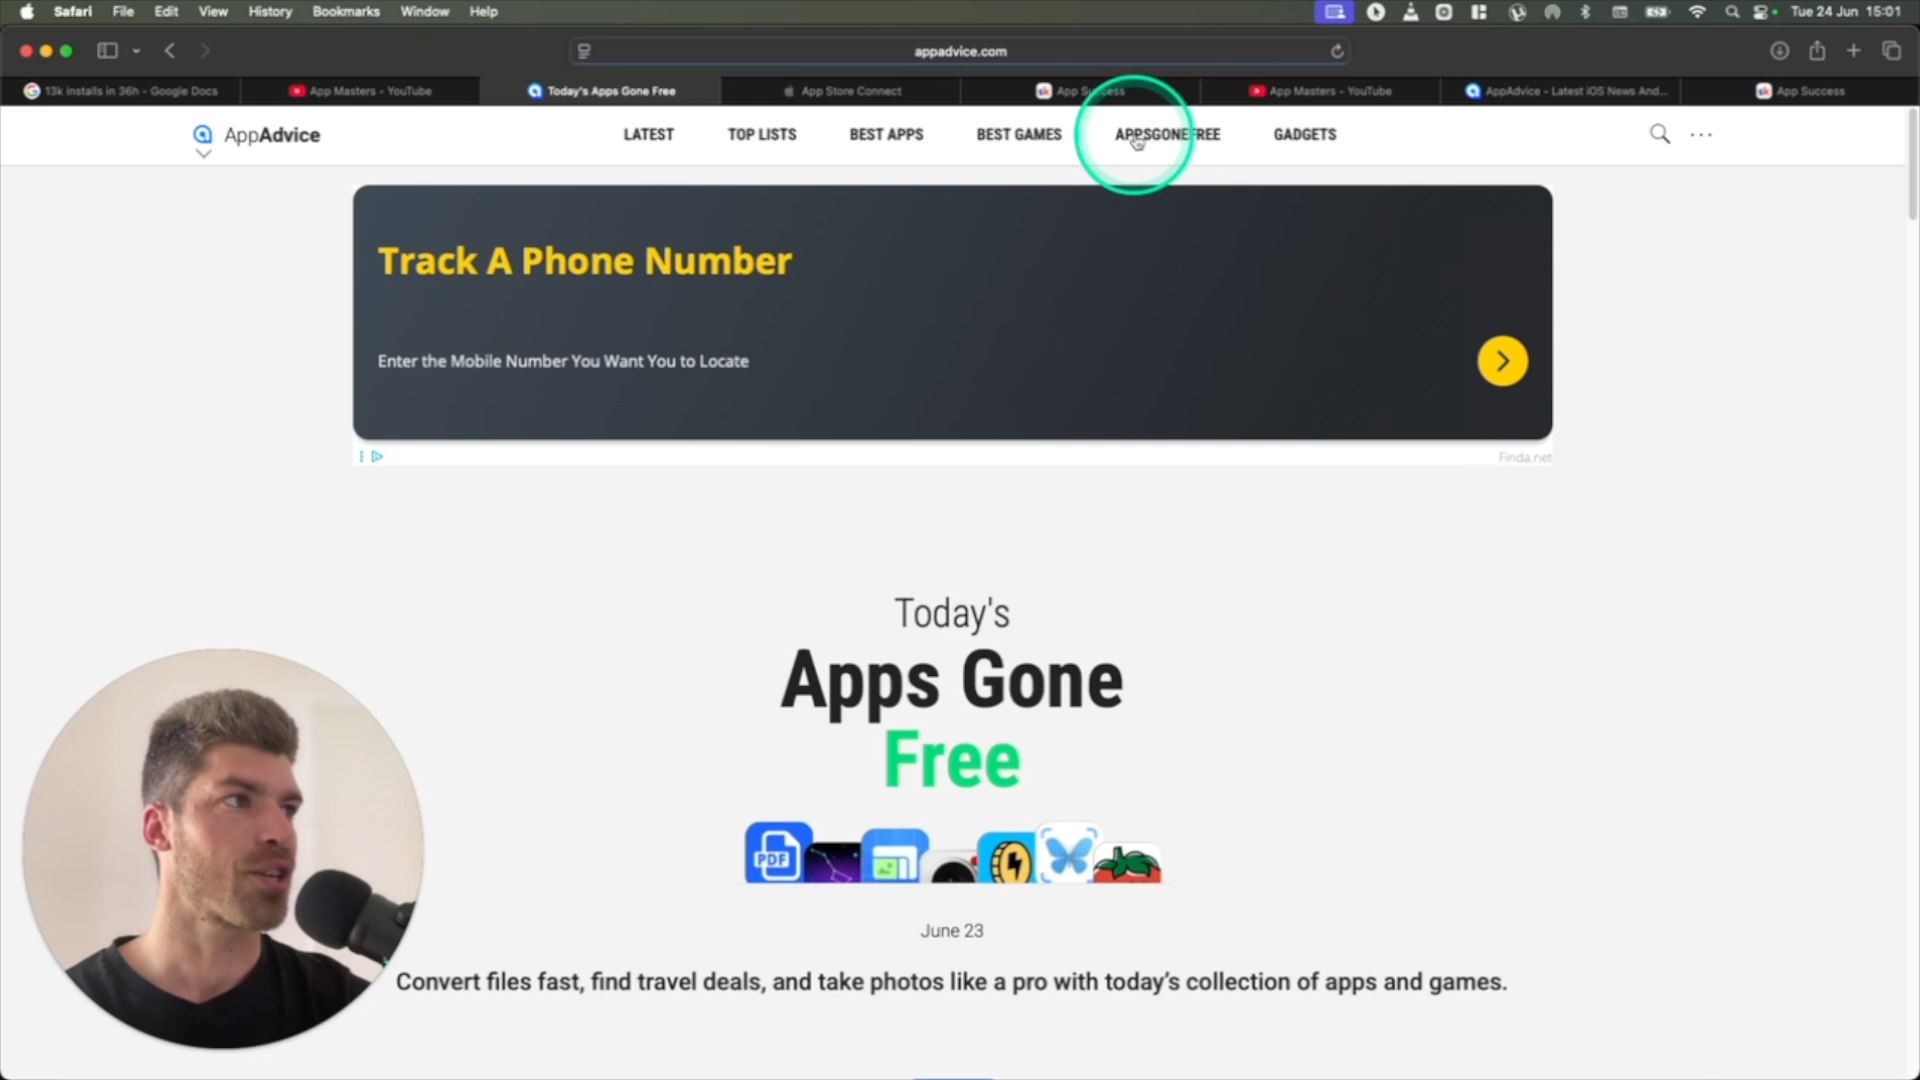 Safari File Edit View History Bookmarks Window Help Tue 24 Jun 15:01
appadvice.com
13k installs in 36h - Google Docs App Masters - YouTube Today's Apps Gone Free App Store Connect App Success App Masters - YouTube AppAdvice - Latest iOS News And... App Success
AppAdvice LATEST TOP LISTS BEST APPS BEST GAMES APPSGONEFREE GADGETS
Track A Phone Number
Enter the Mobile Number You Want You to Locate
Finda.net
Today's
Apps Gone
Free
PDF
June 23
Convert files fast, find travel deals, and take photos like a pro with today’s collection of apps and games.